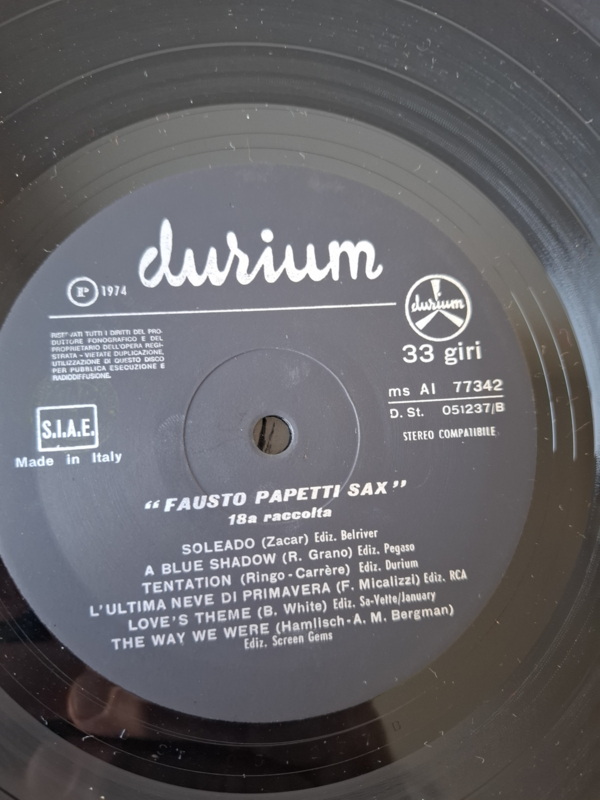 durium
P 1974
durium
33 giri
RISERVATI TUTTI I DIRITTI DEL PRO-
DUTTORE FONOGRAFICO E DEL
PROPRIETARIO DELL'OPERA REGI-
STRATA - VIETATE DUPLICAZIONE,
UTILIZZAZIONE DI QUESTO DISCO
PER PUBBLICA ESECUZIONE E
RADIODIFFUSIONE.
ms AI 77342
D. St. 051237/B
STEREO COMPATIBILE
S.I.A.E.
Made in Italy
"FAUSTO PAPETTI SAX"
18a raccolta
SOLEADO (Zacar) Ediz. Belriver
A BLUE SHADOW (R. Grano) Ediz. Pegaso
TENTATION (Ringo-Carrère) Ediz. Durium
L'ULTIMA NEVE DI PRIMAVERA (F. Micalizzi) Ediz. RCA
LOVE'S THEME (B. White) Ediz. Sa-Vette/January
THE WAY WE WERE (Hamlisch-A. M. Bergman)
Ediz. Screen Gems